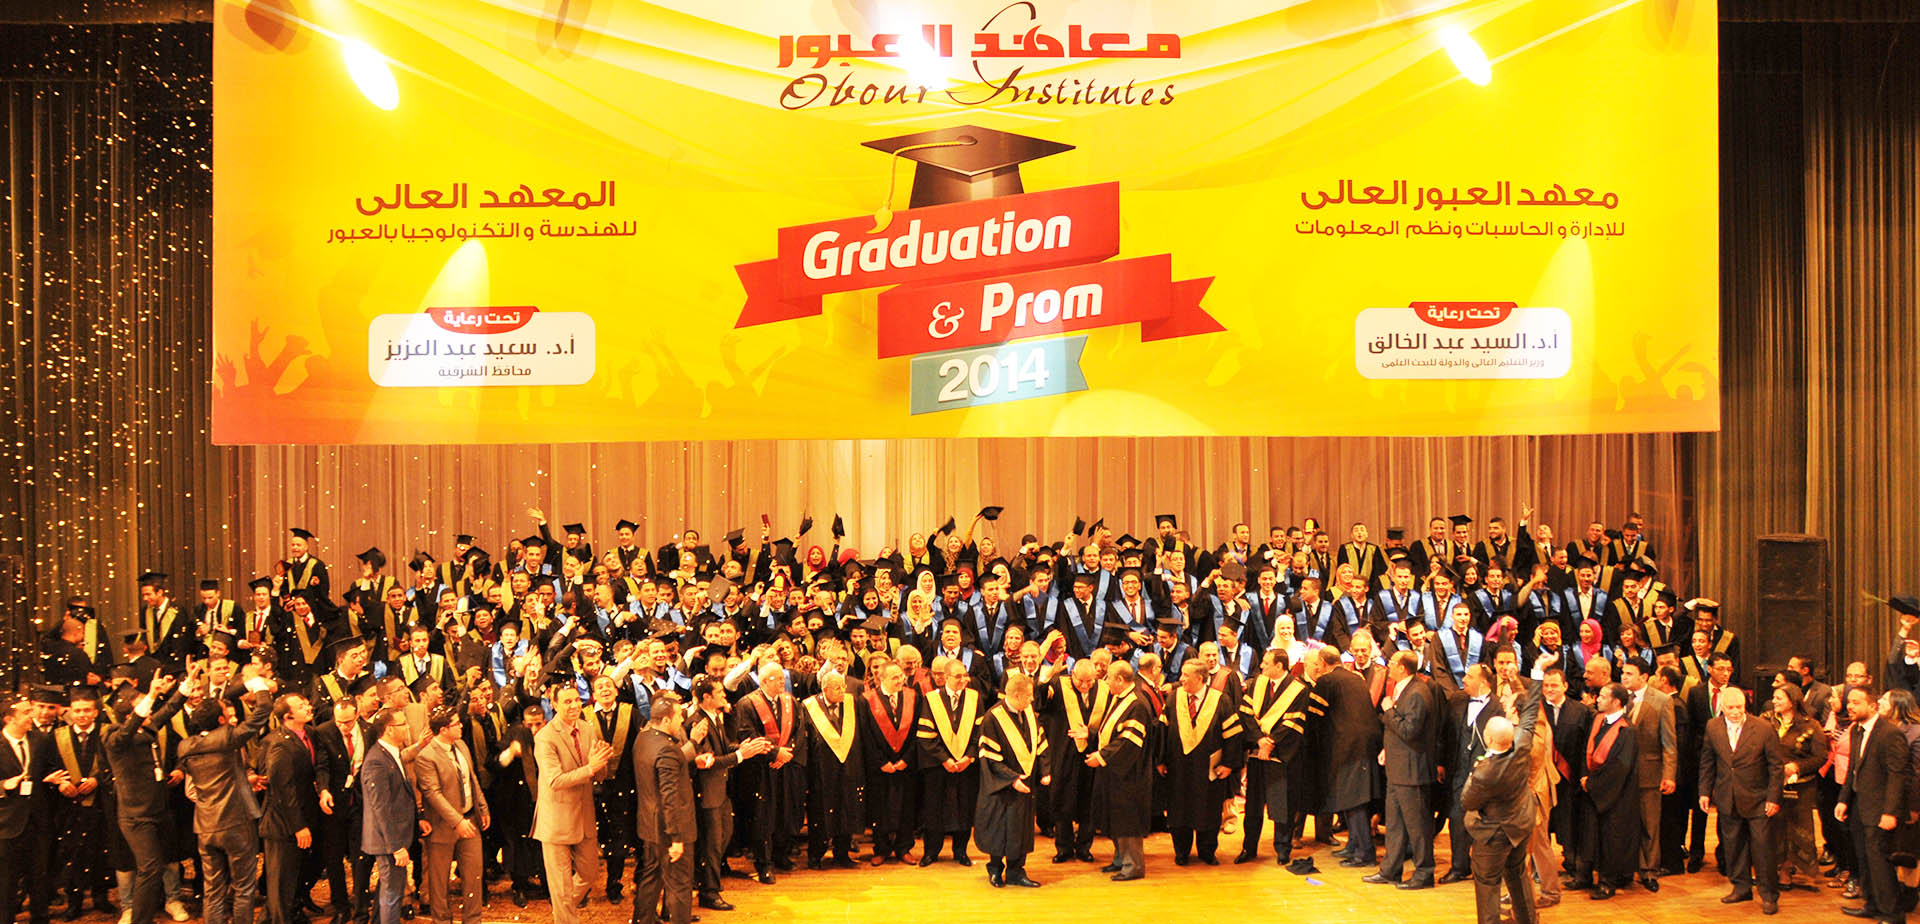 معاهد العبور
Obour Institutes
المعهد العالى
للهندسة والتكنولوجيا بالعبور
تحت رعاية
أ.د. سعيد عبد العزيز
محافظ الشرقية
Graduation
& Prom
2014
معهد العبور العالى
للإدارة و الحاسبات ونظم المعلومات
تحت رعاية
أ.د. السيد عبد الخالق
وزير التعليم العالى والدولة للبحث العلمى